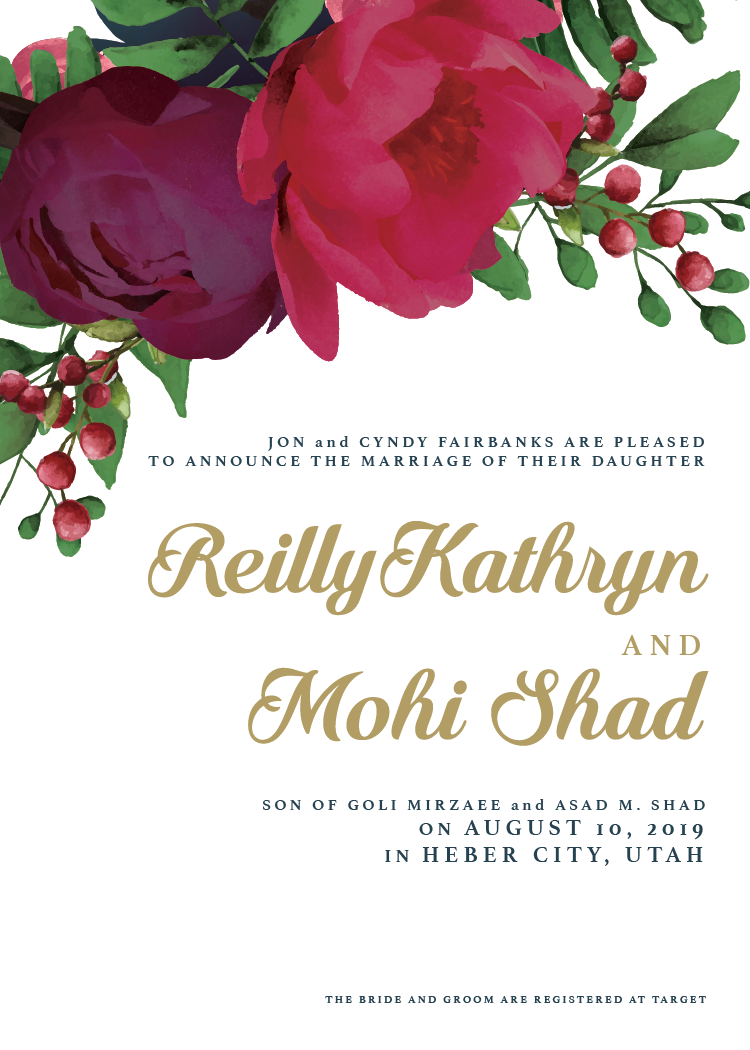 JON and CYNDY FAIRBANKS ARE PLEASED
TO ANNOUNCE THE MARRIAGE OF THEIR DAUGHTER
Reilly Kathryn
AND
Mohi Shad
SON OF GOLI MIRZAEE and ASAD M. SHAD
ON AUGUST 10, 2019
IN HEBER CITY, UTAH
THE BRIDE AND GROOM ARE REGISTERED AT TARGET